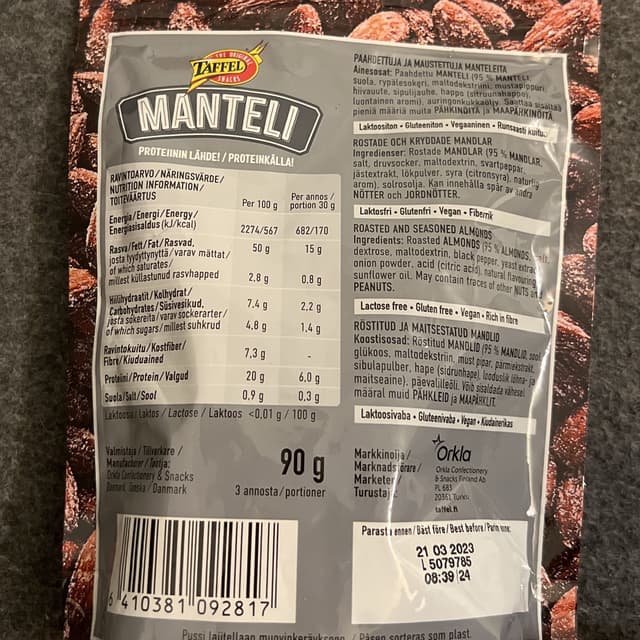 THE ORIGINAL
TAFFEL
SNACKS
MANTELI
PROTEIININ LÄHDE! / PROTEINKÄLLA!
RAVINTOARVO / NÄRINGSVÄRDE /
NUTRITION INFORMATION /
TOITEVÄÄRTUS
Per 100 g
Per annos /
portion 30 g
Energia / Energi / Energy /
Energiasisaldus (kJ/kcal)
2274/567
682/170
Rasva / Fett / Fat / Rasvad,
josta tyydyttynyttä / varav mättat /
of which saturates /
millest küllastunud rasvhapped
50 g
15 g
2,8 g
0,8 g
Hiilihydraatit / Kolhydrat /
Carbohydrates / Süsivesikud,
josta sokereita / varav sockerarter /
of which sugars / millest suhkrud
7,4 g
2,2 g
4,8 g
1,4 g
Ravintokuitu / Kostfiber /
Fibre / Kiudained
7,3 g
-
Proteiini / Protein / Valgud
20 g
6,0 g
Suola / Salt / Sool
0,9 g
0,3 g
Laktoosi / Laktos / Lactose / Laktoos <0,01 g / 100 g
Valmistaja / Tillverkare /
Manufacturer / Tootja:
Orkla Confectionery & Snacks
Danmark, Tanska / Danmark
90 g
3 annosta / portioner
6 410381 092817
PAAHDETTUJA JA MAUSTETTUJA MANTELEITA
Ainesosat: Paahdettu MANTELI (95 % MANTELI,
suola, rypälesokeri, maltodekstriini, mustapippuri
hiivauute, sipulijauhe, happo (sitruunahappo),
luontainen aromi), auringonkukkaöljy. Saattaa sisältää
pieniä määriä muita PÄHKINÖITÄ ja MAAPÄHKINÖITÄ
Laktoositon • Gluteeniton • Vegaaninen • Runsaasti kuitua
ROSTADE OCH KRYDDADE MANDLAR
Ingredienser: Rostade MANDLAR (95 % MANDLAR,
salt, druvsocker, maltodextrin, svartpeppar,
jästextrakt, lökpulver, syra (citronsyra), naturlig
arom), solrosolja. Kan innehålla spår av andra
NÖTTER och JORDNÖTTER.
Laktosfri • Glutenfri • Vegan • Fiberrik
ROASTED AND SEASONED ALMONDS
Ingredients: Roasted ALMONDS (95 % ALMONDS, salt,
dextrose, maltodextrin, black pepper, yeast extract,
onion powder, acid (citric acid), natural flavouring),
sunflower oil. May contain traces of other NUTS and
PEANUTS.
Lactose free • Gluten free • Vegan • Rich in fibre
RÖSTITUD JA MAITSESTATUD MANDLID
Koostisosad: Röstitud MANDLID (95 % MANDLID, sool,
glükoos, maltodekstriin, must pipar, pärmiekstrakt,
sibulapulber, hape (sidrunhape), looduslik lõhna- ja
maitseaine), päevalilleõli. Võib sisaldada vähesel
määral muid PÄHKLEID ja MAAPÄHKLIT.
Laktoosivaba • Gluteenivaba • Vegan • Kiudainerikas
Markkinoija /
Marknadsförare /
Marketer /
Turustaja:
Orkla
Orkla Confectionery
& Snacks Finland Ab
PL 683
20361 Turku
taffel.fi
Parasta ennen / Bäst före / Best before / Parim enne:
21 03 2023
L5079785
08:39 24
Pussi lajitellaan muovinkeräykseen / Påsen sorteras som plast.